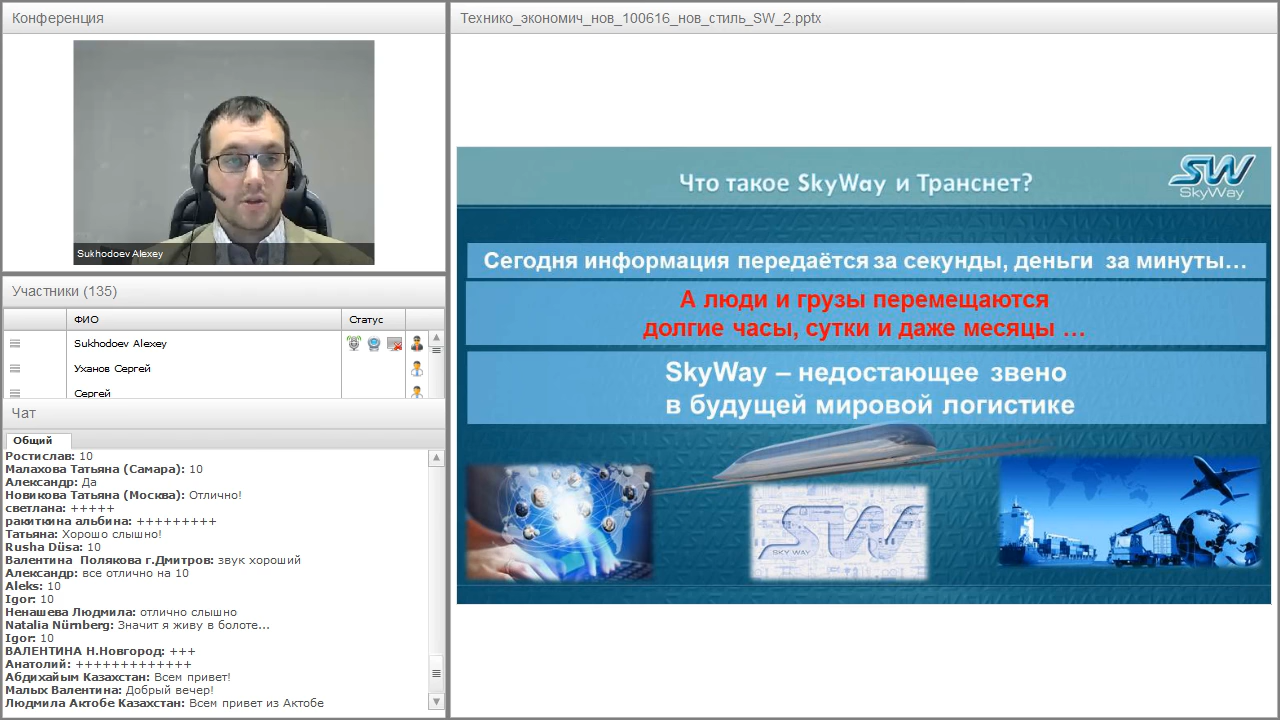 Конференция
Sukhodoev Alexey
Участники (135)
ФИО
Статус
Sukhodoev Alexey
Уханов Сергей
Сергей
Чат
Общий
Ростислав: 10
Малахова Татьяна (Самара): 10
Александр: Да
Новикова Татьяна (Москва): Отлично!
светлана: +++++
ракиткина альбина: +++++++++
Татьяна: Хорошо слышно!
Rusha Düsa: 10
Валентина Полякова г.Дмитров: звук хороший
Александр: все отлично на 10
Aleks: 10
Igor: 10
Ненашева Людмила: отлично слышно
Natalia Nürnberg: Значит я живу в болоте...
Igor: 10
ВАЛЕНТИНА Н.Новгород: +++
Анатолий: +++++++++++++
Абдихайым Казахстан: Всем привет!
Малых Валентина: Добрый вечер!
Людмила Актобе Казахстан: Всем привет из Актобе
Технико_экономич_нов_100616_нов_стиль_SW_2.pptx
Что такое SkyWay и Транснет?
SW
SkyWay
Сегодня информация передаётся за секунды, деньги за минуты...
А люди и грузы перемещаются
долгие часы, сутки и даже месяцы ...
SkyWay – недостающее звено
в будущей мировой логистике
SW
SKY WAY